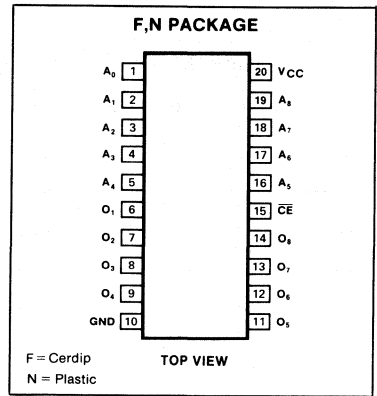 F,N PACKAGE
A₀ 1 20 VCC
A₁ 2 19 A₈
A₂ 3 18 A₇
A₃ 4 17 A₆
A₄ 5 16 A₅
O₁ 6 15 C̅E̅
O₂ 7 14 O₈
O₃ 8 13 O₇
O₄ 9 12 O₆
GND 10 11 O₅
F = Cerdip
TOP VIEW
N = Plastic